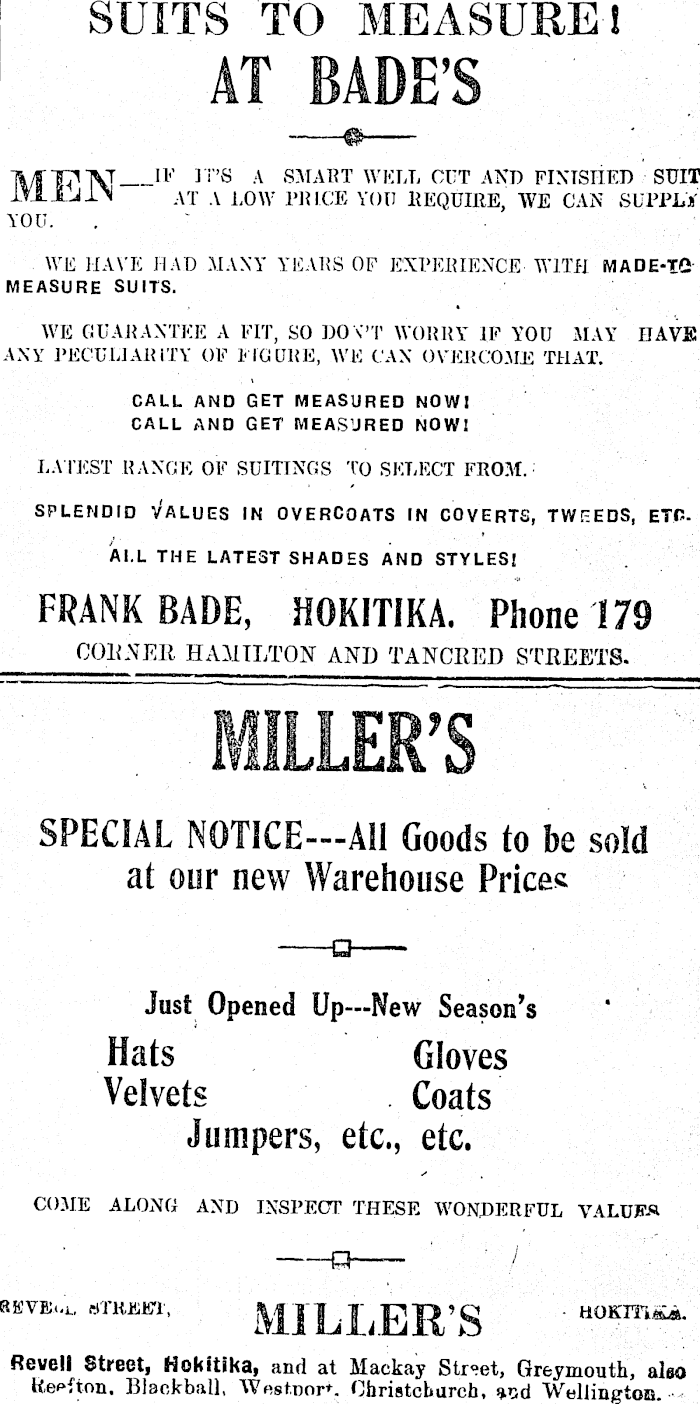 SUITS TO MEASURE!
AT BADE'S
MEN—IF IT'S A SMART WELL CUT AND FINISHED SUIT
AT A LOW PRICE YOU REQUIRE, WE CAN SUPPLY
YOU.
WE HAVE HAD MANY YEARS OF EXPERIENCE WITH MADE-TO
MEASURE SUITS.
WE GUARANTEE A FIT, SO DON'T WORRY IF YOU MAY HAVE
ANY PECULIARITY OF FIGURE, WE CAN OVERCOME THAT.
CALL AND GET MEASURED NOW!
CALL AND GET MEASURED NOW!
LATEST RANGE OF SUITINGS TO SELECT FROM.
SPLENDID VALUES IN OVERCOATS IN COVERTS, TWEEDS, ETC.
ALL THE LATEST SHADES AND STYLES!
FRANK BADE, HOKITIKA. Phone 179
CORNER HAMILTON AND TANCRED STREETS.
MILLER'S
SPECIAL NOTICE---All Goods to be sold
at our new Warehouse Prices
Just Opened Up---New Season's
Hats Gloves
Velvets Coats
Jumpers, etc., etc.
COME ALONG AND INSPECT THESE WONDERFUL VALUES
REVELL STREET, MILLER'S HOKITIKA.
Revell Street, Hokitika, and at Mackay Street, Greymouth, also
Reefton, Blackball, Westport, Christchurch, and Wellington.